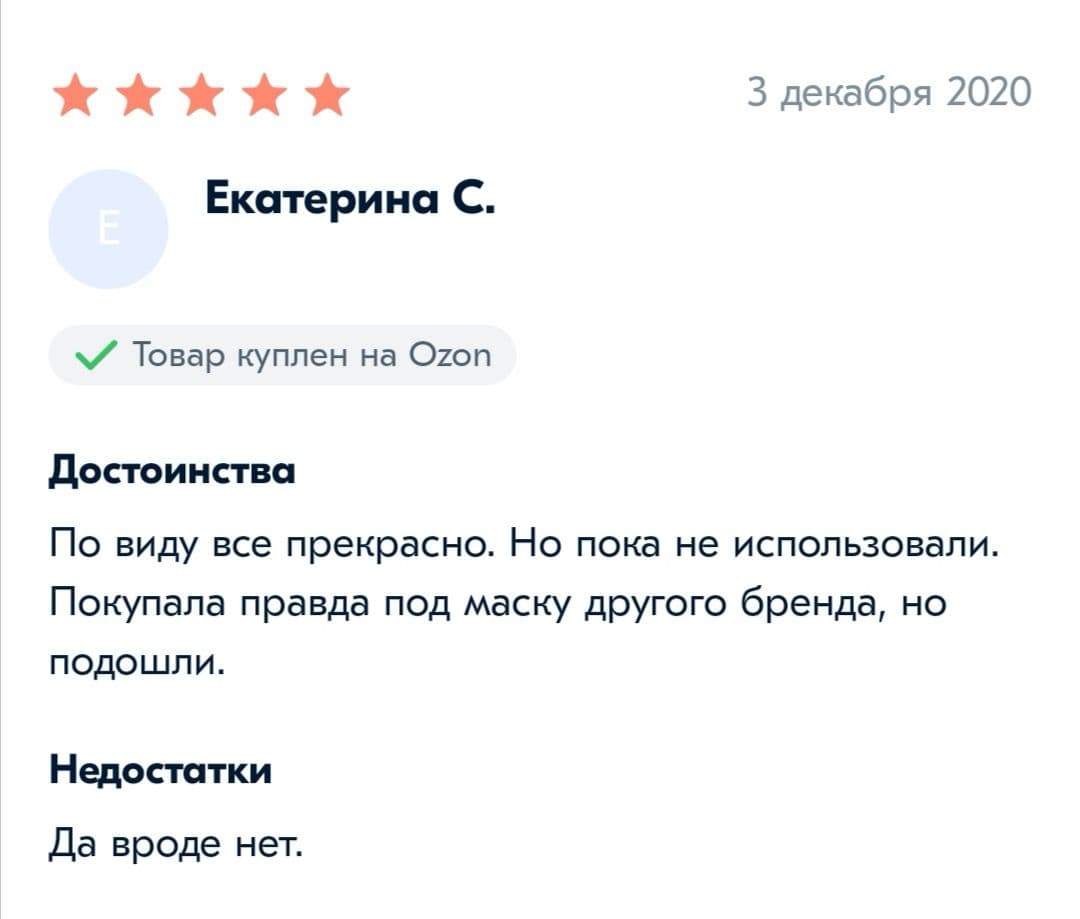 3 декабря 2020
Екатерина С.
Е
Товар куплен на Ozon
Достоинства
По виду все прекрасно. Но пока не использовали.
Покупала правда под маску другого бренда, но
подошли.
Недостатки
Да вроде нет.